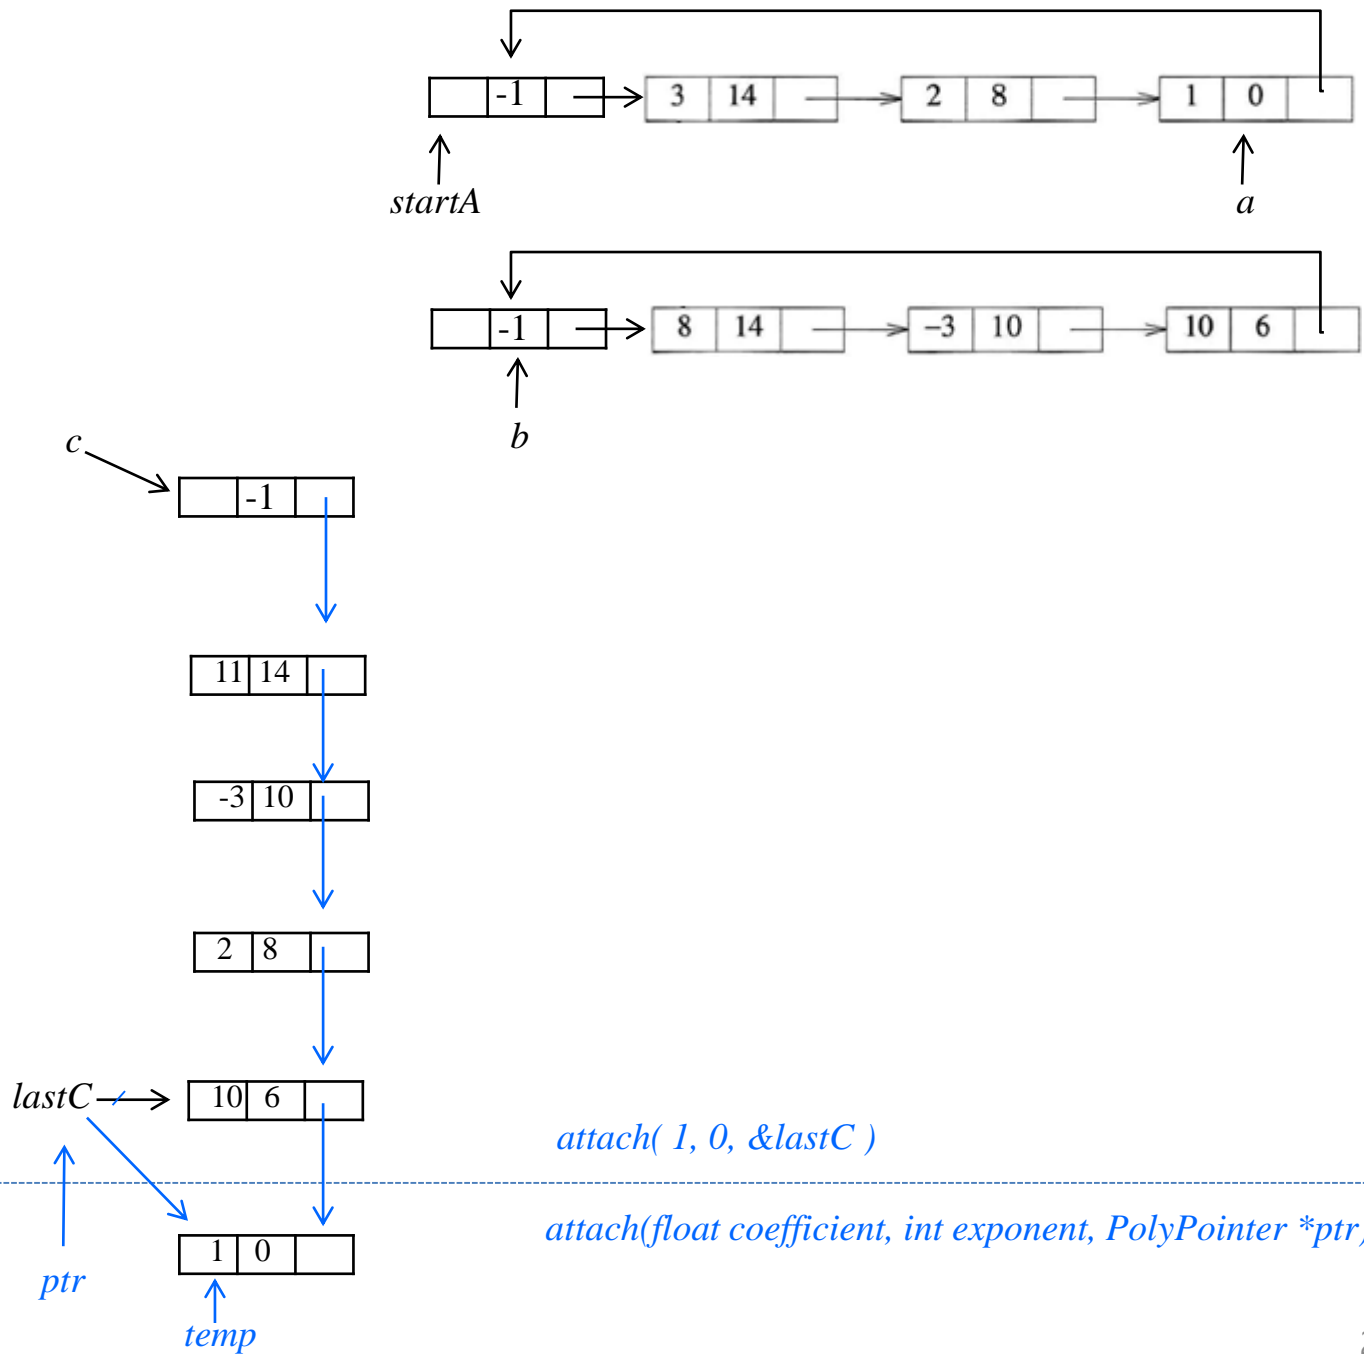 -1 3 14 2 8 1 0
startA a
-1 8 14 –3 10 10 6
b
c
-1
11 14
-3 10
2 8
lastC 10 6
attach( 1, 0, &lastC )
attach(float coefficient, int exponent, PolyPointer *ptr)
1 0
ptr
temp